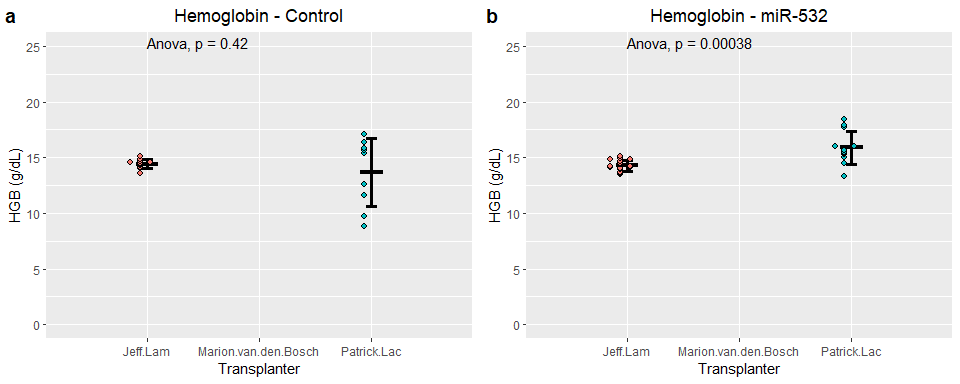 a
Hemoglobin - Control
Anova, p = 0.42
HGB (g/dL)
25
20
15
10
5
0
Jeff.Lam Marion.van.den.Bosch Patrick.Lac
Transplanter
b
Hemoglobin - miR-532
Anova, p = 0.00038
HGB (g/dL)
25
20
15
10
5
0
Jeff.Lam Marion.van.den.Bosch Patrick.Lac
Transplanter